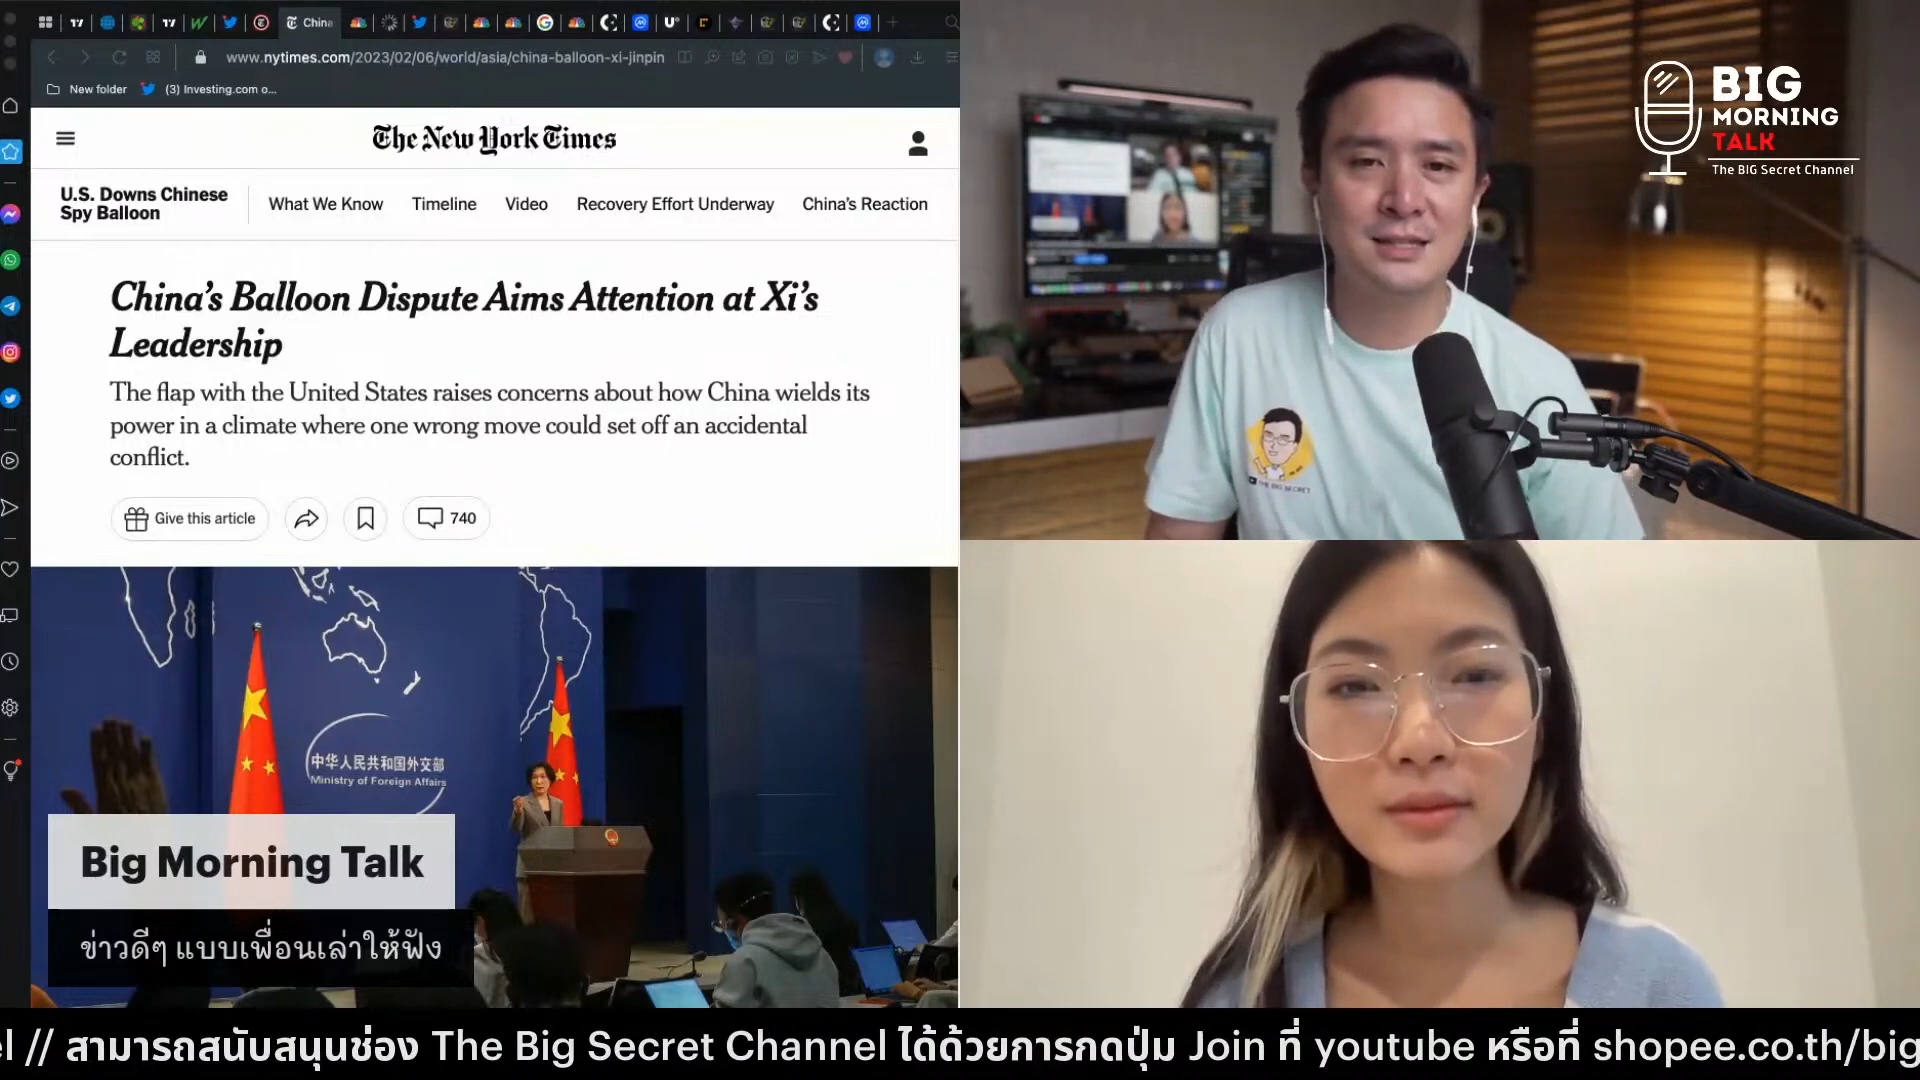 China
www.nytimes.com/2023/02/06/world/asia/china-balloon-xi-jinpin
New folder
(3) Investing.com o...
The New York Times
U.S. Downs Chinese
Spy Balloon
What We Know
Timeline
Video
Recovery Effort Underway
China's Reaction
China's Balloon Dispute Aims Attention at Xi's
Leadership
The flap with the United States raises concerns about how China wields its
power in a climate where one wrong move could set off an accidental
conflict.
Give this article
740
中华人民共和国外交部
Ministry of Foreign Affairs
Big Morning Talk
ข่าวดีๆ แบบเพื่อนเล่าให้ฟัง
BIG
MORNING
TALK
The BIG Secret Channel
THE BIG SECRET
el // สามารถสนับสนุนช่อง The Big Secret Channel ได้ด้วยการกดปุ่ม Join ที่ youtube หรือที่ shopee.co.th/big